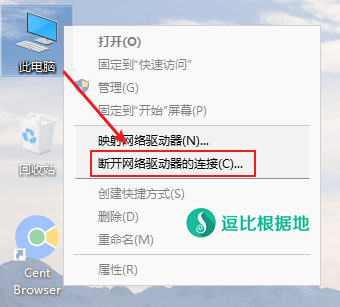 此电脑
回收站
Cent
Browser
打开(O)
固定到“快速访问”
管理(G)
固定到“开始”屏幕(P)
映射网络驱动器(N)...
断开网络驱动器的连接(C)...
创建快捷方式(S)
删除(D)
重命名(M)
属性(R)
逗比根据地